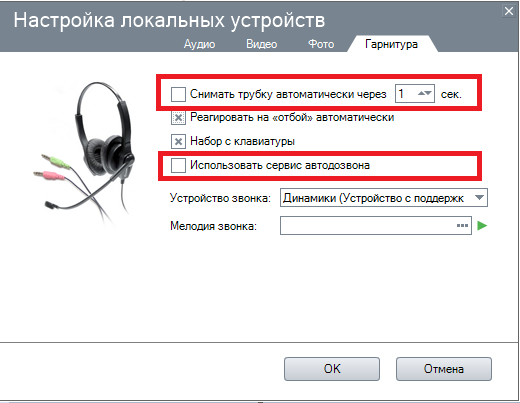 Настройка локальных устройств
Аудио Видео Фото Гарнитура
Снимать трубку автоматически через 1 сек.
Реагировать на «отбой» автоматически
Набор с клавиатуры
Использовать сервис автодозвона
Устройство звонка: Динамики (Устройство с поддержк
Мелодия звонка:
OK Отмена